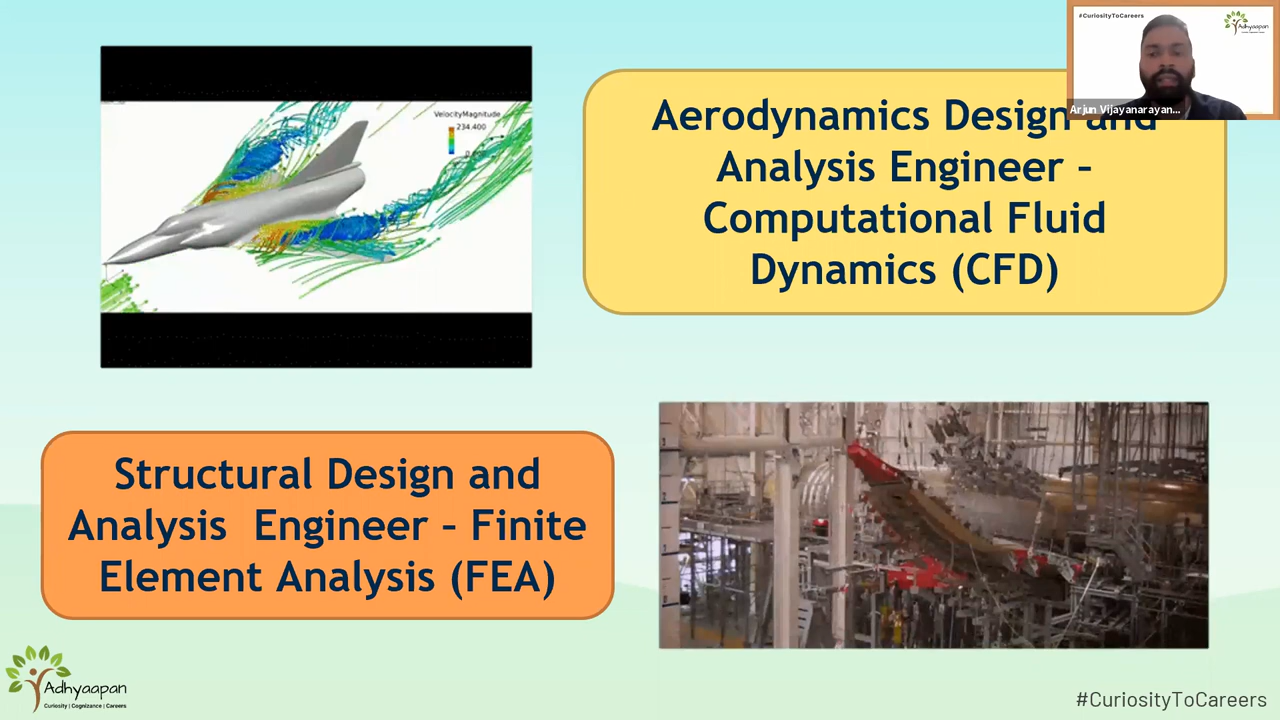 #CuriosityToCareers
Adhyaapan
Arjun Vijayanarayan...
VelocityMagnitude
234.400
Aerodynamics Design and
Analysis Engineer –
Computational Fluid
Dynamics (CFD)
Structural Design and
Analysis  Engineer – Finite
Element Analysis (FEA)
Adhyaapan
Curiosity | Cognizance | Careers
#CuriosityToCareers